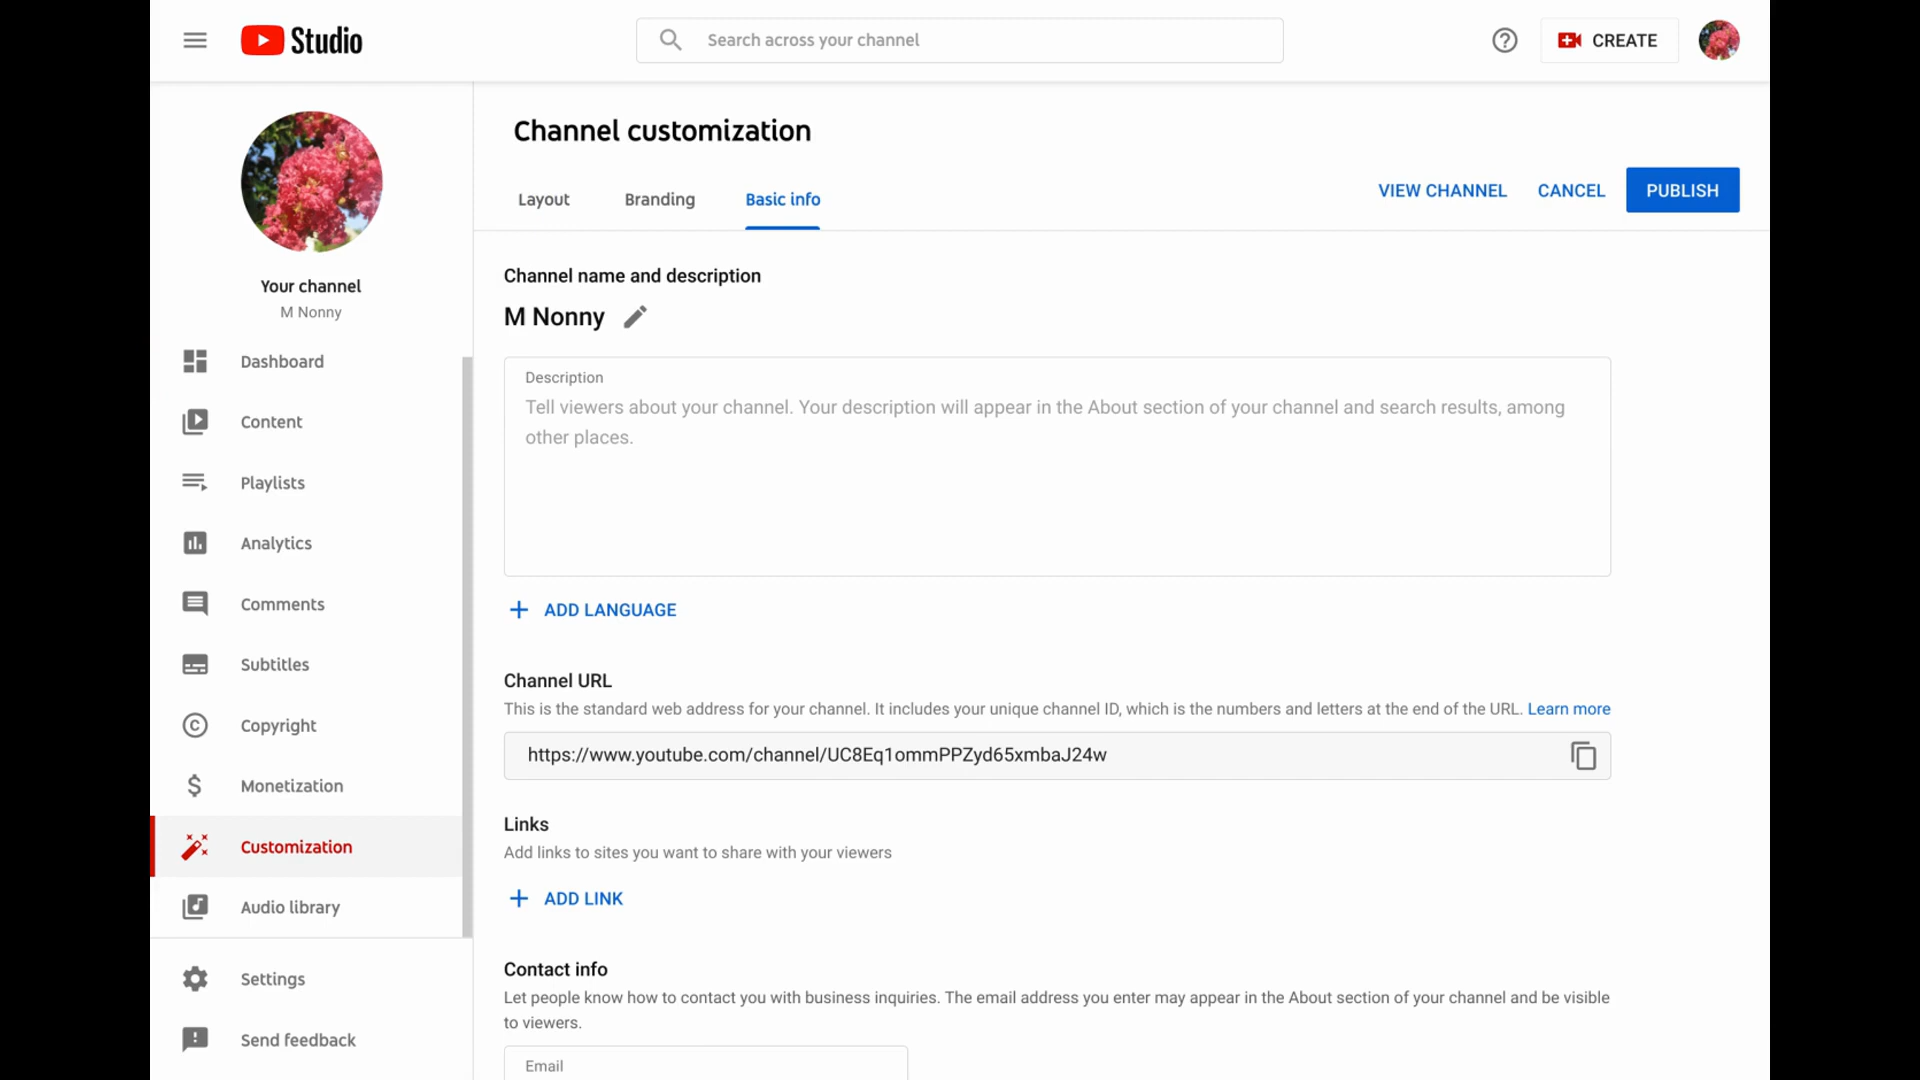 Studio
Search across your channel
CREATE
Your channel
M Nonny
Dashboard
Content
Playlists
Analytics
Comments
Subtitles
Copyright
Monetization
Customization
Audio library
Settings
Send feedback
Channel customization
Layout
Branding
Basic info
VIEW CHANNEL
CANCEL
PUBLISH
Channel name and description
M Nonny
Description
Tell viewers about your channel. Your description will appear in the About section of your channel and search results, among
other places.
ADD LANGUAGE
Channel URL
This is the standard web address for your channel. It includes your unique channel ID, which is the numbers and letters at the end of the URL. Learn more
https://www.youtube.com/channel/UC8Eq1ommPPZyd65xmbaJ24w
Links
Add links to sites you want to share with your viewers
ADD LINK
Contact info
Let people know how to contact you with business inquiries. The email address you enter may appear in the About section of your channel and be visible
to viewers.
Email